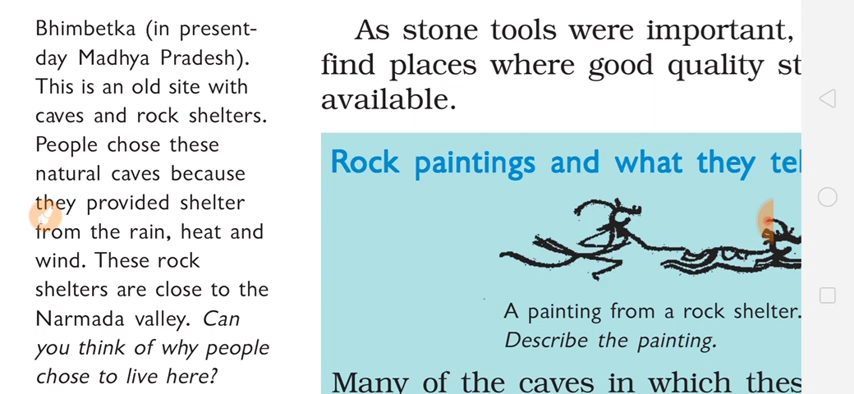 Bhimbetka (in present-
day Madhya Pradesh).
This is an old site with
caves and rock shelters.
People chose these
natural caves because
they provided shelter
from the rain, heat and
wind. These rock
shelters are close to the
Narmada valley. Can
you think of why people
chose to live here?
As stone tools were important,
find places where good quality st
available.
Rock paintings and what they tel
A painting from a rock shelter.
Describe the painting.
Many of the caves in which thes